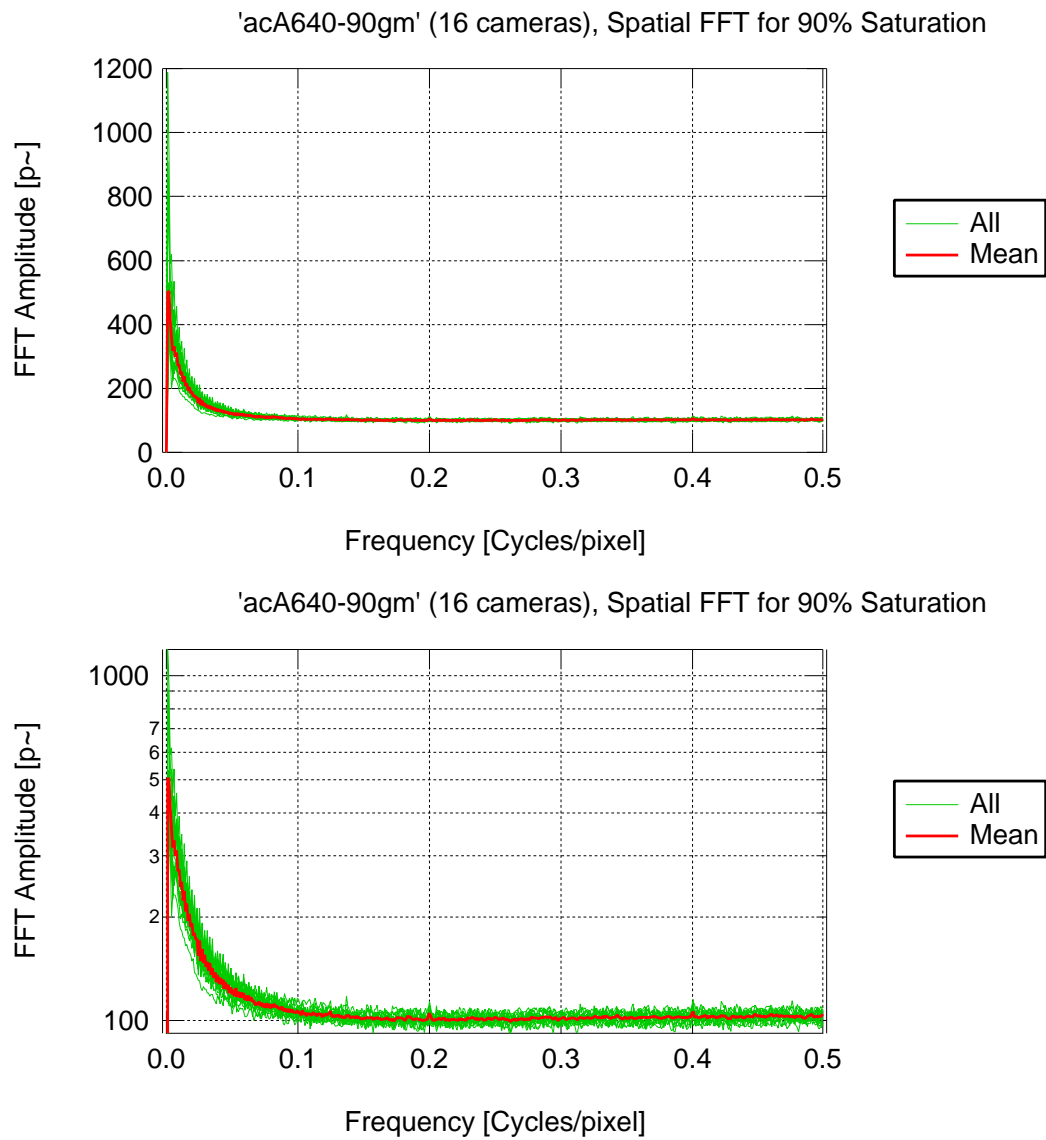 'acA640-90gm' (16 cameras), Spatial FFT for 90% Saturation
FFT Amplitude [p~]
1200
1000
800
600
400
200
0
0.0 0.1 0.2 0.3 0.4 0.5
Frequency [Cycles/pixel]
All
Mean
'acA640-90gm' (16 cameras), Spatial FFT for 90% Saturation
FFT Amplitude [p~]
1000
7
6
5
4
3
2
100
0.0 0.1 0.2 0.3 0.4 0.5
Frequency [Cycles/pixel]
All
Mean